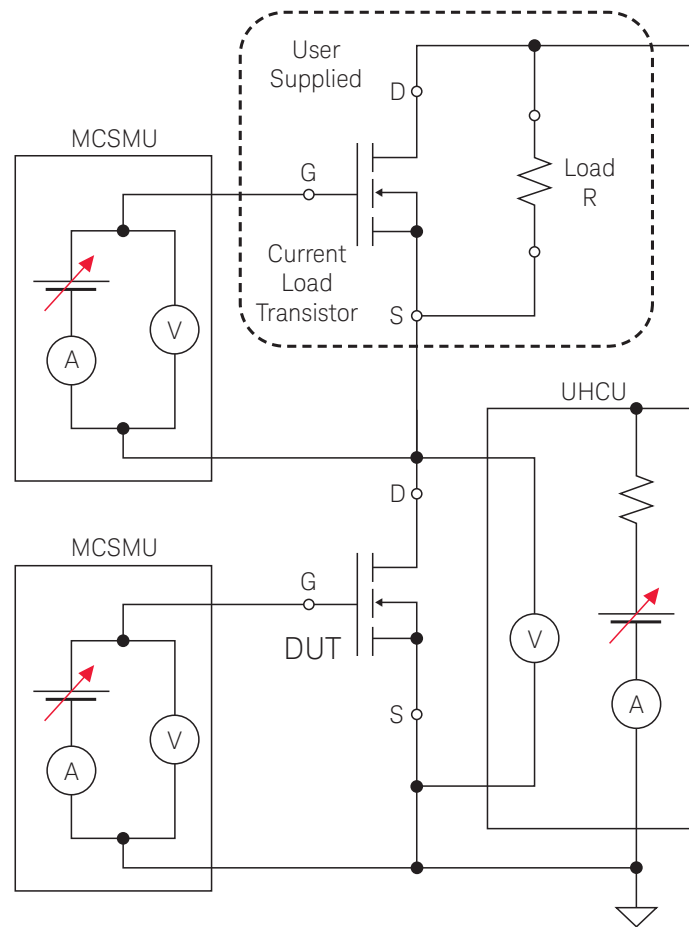 User
Supplied
D
MCSMU
G
Load
R
Current
Load
Transistor
S
V
A
UHCU
D
MCSMU
G
DUT
V
S
A
V
A